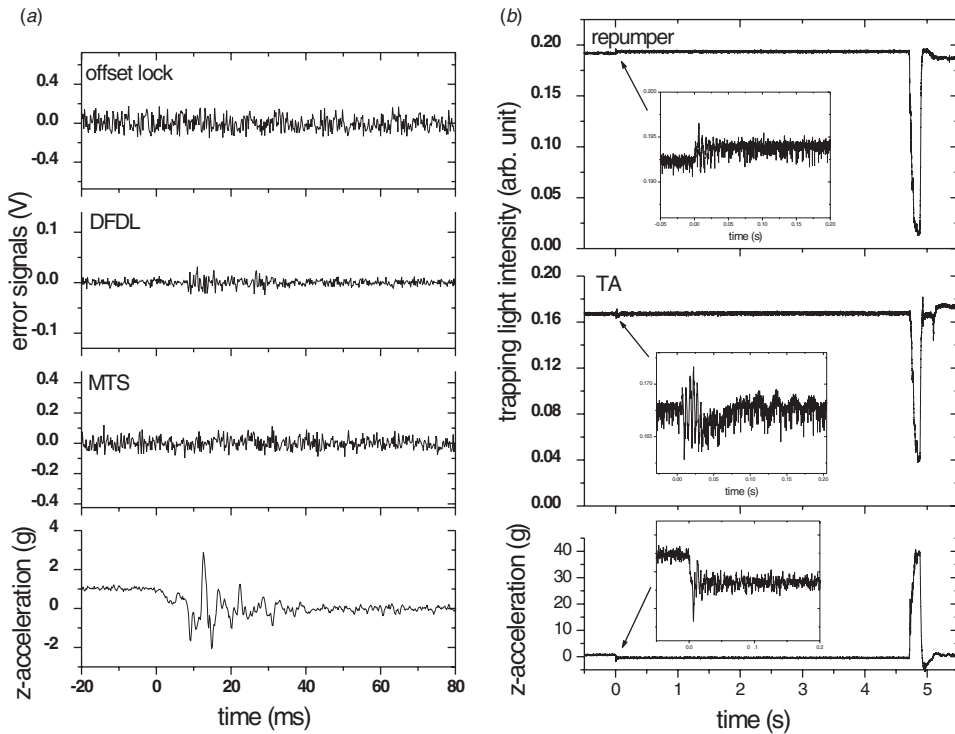 (a)
offset lock
0.4
0.0
-0.4
DFDL
0.1
0.0
-0.1
MTS
0.4
0.2
0.0
-0.2
-0.4
error signals (V)
4
2
0
-2
z-acceleration (g)
-20 0 20 40 60 80
time (ms)
(b)
repumper
0.20
0.15
0.10
0.05
0.00
0.200
0.195
0.190
-0.05 0.00 0.05 0.10 0.15 0.20
time (s)
TA
0.20
0.16
0.12
0.08
0.04
0.00
0.170
0.165
0.00 0.05 0.10 0.15 0.20
time (s)
trapping light intensity (arb. unit)
40
30
20
10
0
z-acceleration (g)
0.0 0 .1 0.2
0 1 2 3 4 5
time (s)